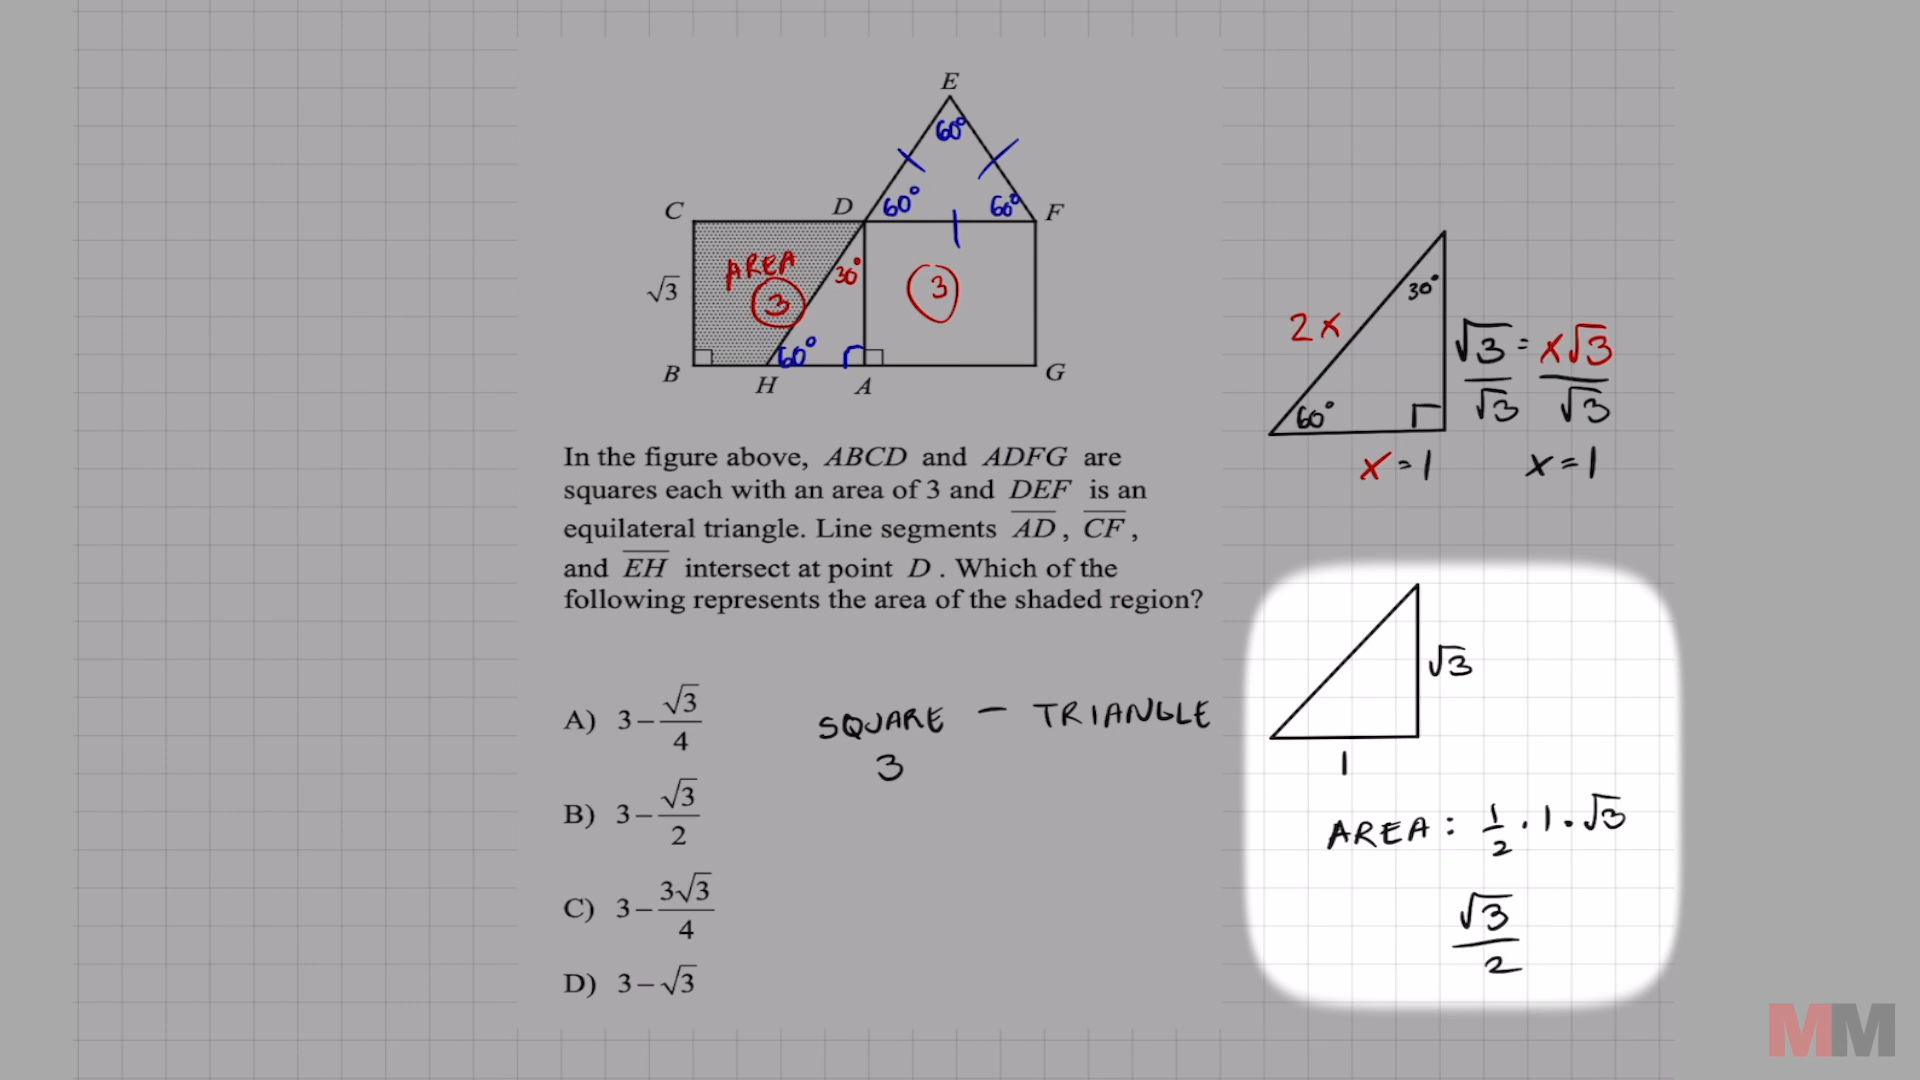 E
60°
C
D
60°
60°
F
AREA
3
30°
3
√3
60°
B
H
A
G
In the figure above, ABCD and ADFG are
squares each with an area of 3 and DEF is an
equilateral triangle. Line segments AD, CF,
and EH intersect at point D. Which of the
following represents the area of the shaded region?
A) 3 − √3/4
B) 3 − √3/2
C) 3 − 3√3/4
D) 3 − √3
SQUARE − TRIANGLE
3
30°
2x
√3 = x√3
√3 √3
60°
x = 1
x = 1
√3
1
AREA: 1/2 · 1 · √3
√3/2
MM